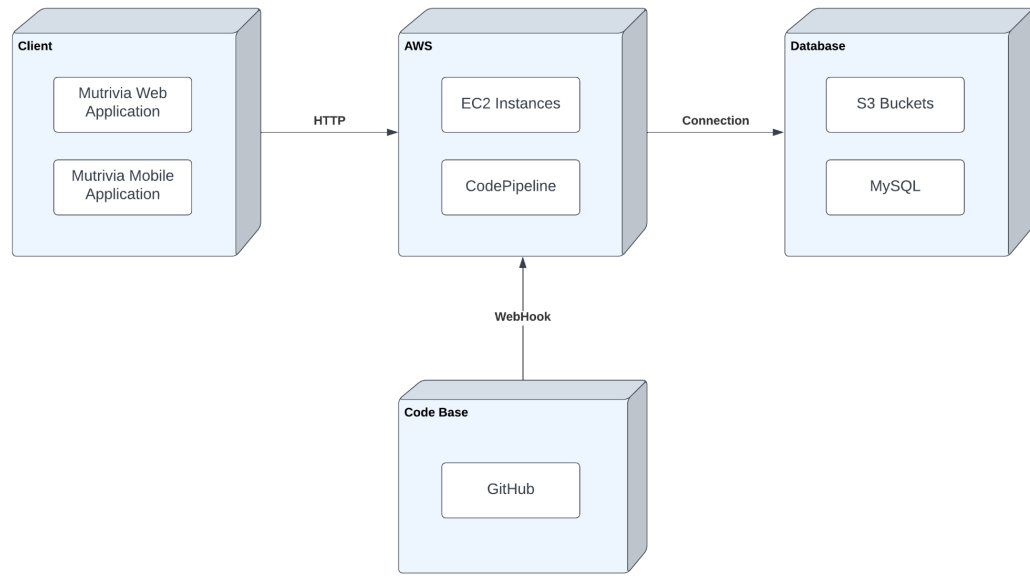 Client
Mutrivia Web
Application
Mutrivia Mobile
Application
HTTP
AWS
EC2 Instances
CodePipeline
Connection
Database
S3 Buckets
MySQL
WebHook
Code Base
GitHub